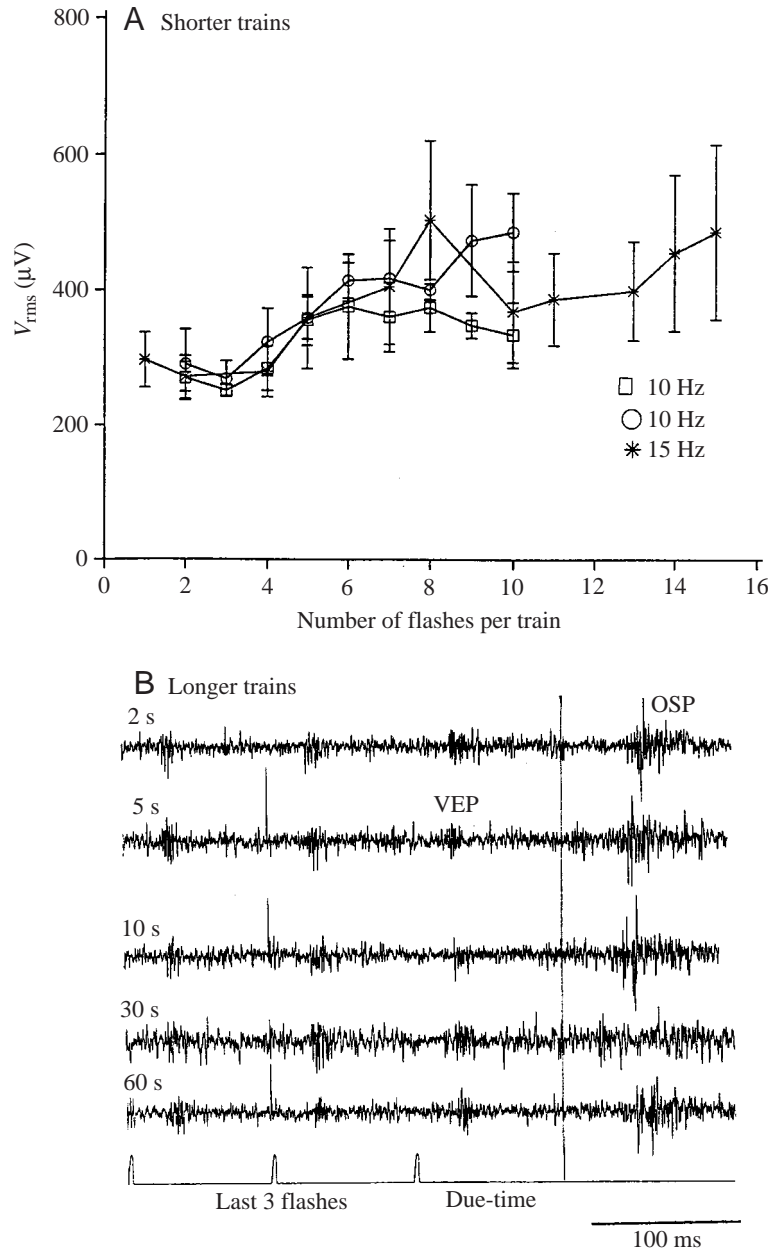 A Shorter trains
800
600
400
200
0
V_rms (µV)
10 Hz
10 Hz
15 Hz
0 2 4 6 8 10 12 14 16
Number of flashes per train
B Longer trains
OSP
2 s
5 s
VEP
10 s
30 s
60 s
Last 3 flashes
Due-time
100 ms